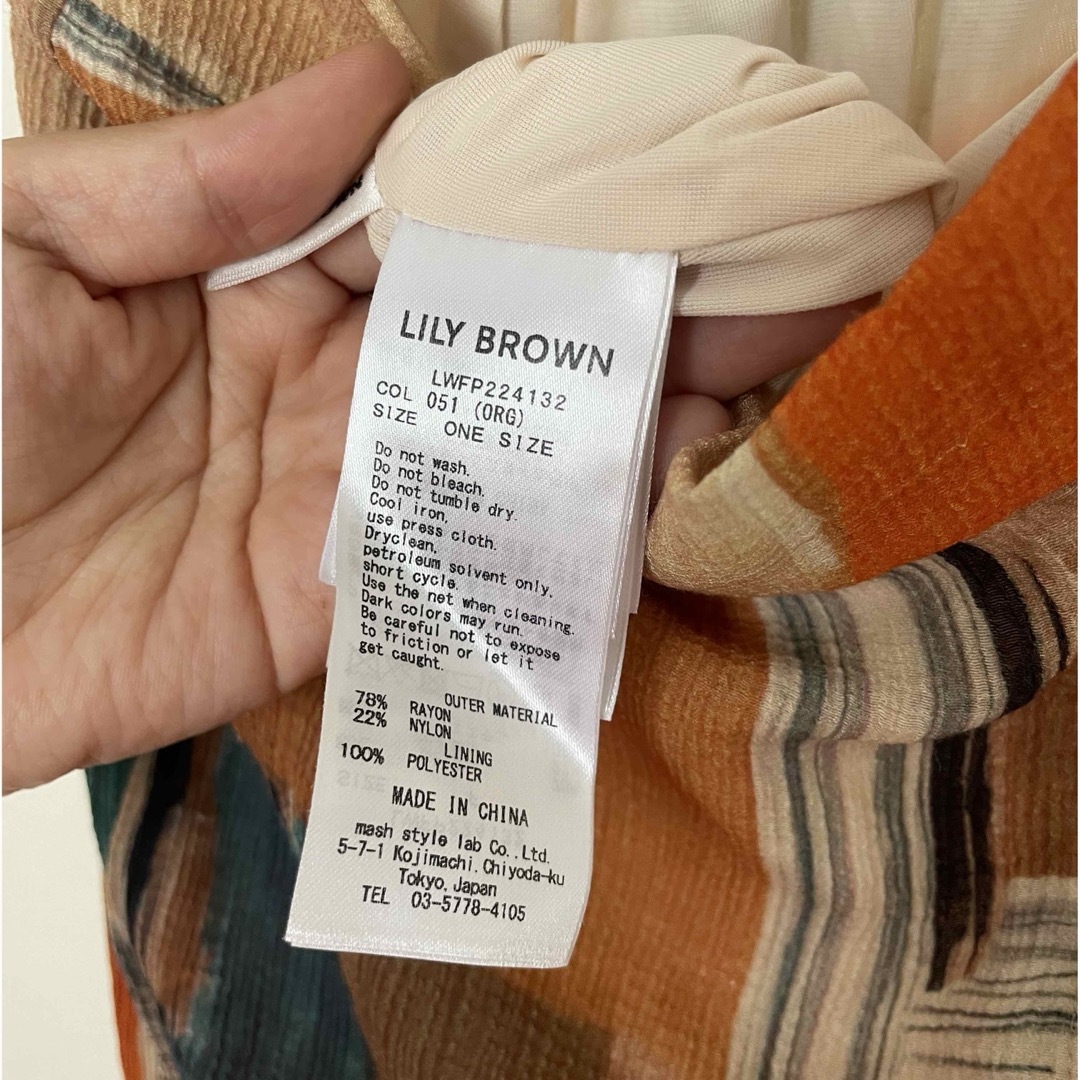 LILY BROWN
LWFP224132
COL 051 (ORG)
SIZE ONE SIZE
Do not wash.
Do not bleach.
Do not tumble dry.
Cool iron,
use press cloth.
Dryclean,
petroleum solvent only,
short cycle.
Use the net when cleaning.
Dark colors may run.
Be careful not to expose
to friction or let it
get caught.
OUTER MATERIAL
78% RAYON
22% NYLON
LINING
100% POLYESTER
MADE IN CHINA
mash style lab Co.,Ltd.
5-7-1 Kojimachi,Chiyoda-ku
Tokyo,Japan
TEL 03-5778-4105